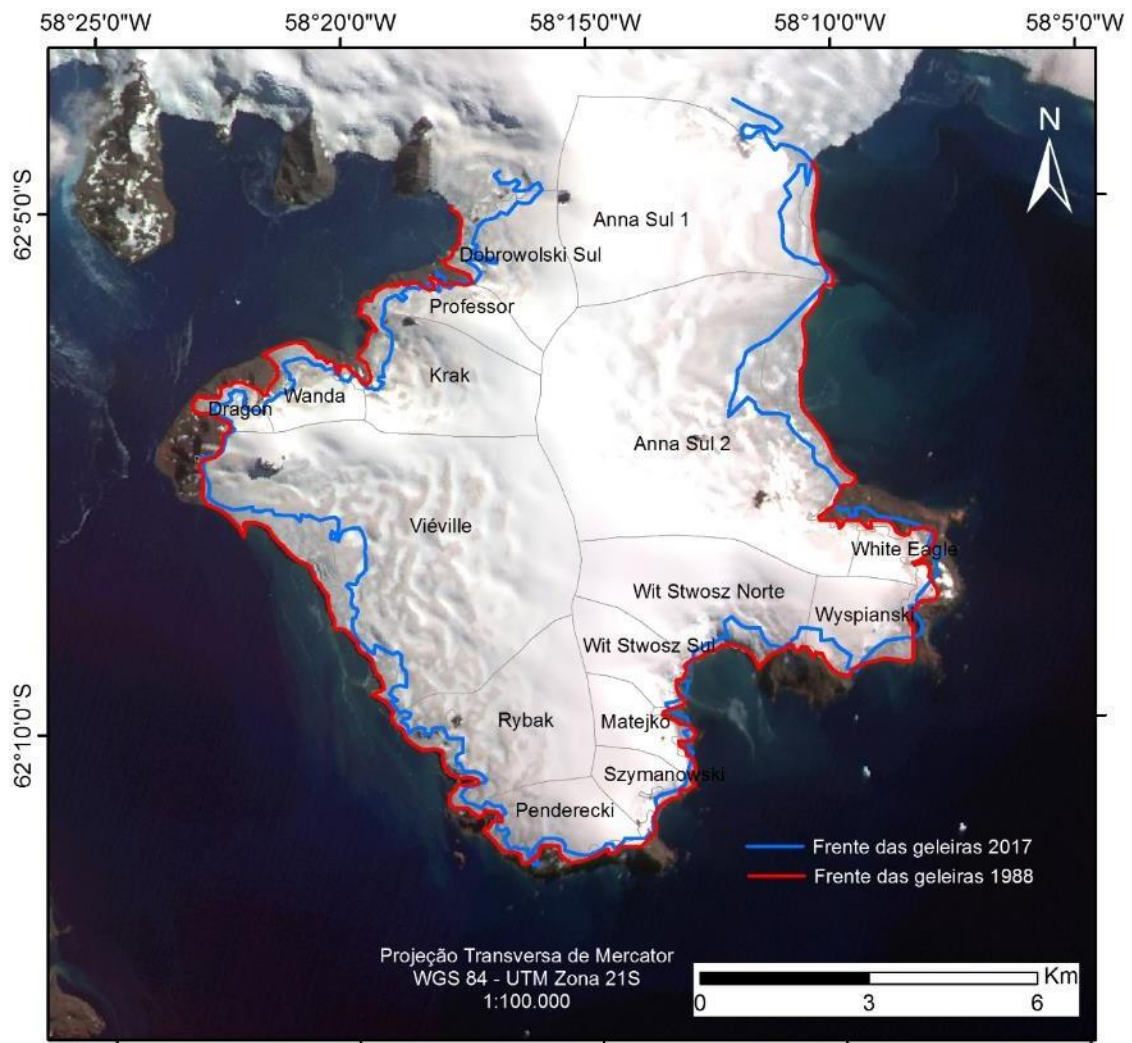 58°25'0"W 58°20'0"W 58°15'0"W 58°10'0"W 58°5'0"W
N
62°5'0"S
Anna Sul 1
Dobrowolski Sul
Professor
Krak
Wanda
Dragon
Anna Sul 2
Viéville
White Eagle
Wit Stwosz Norte
Wyspianski
Wit Stwosz Sul
62°10'0"S
Rybak
Matejko
Szymanowski
Penderecki
Frente das geleiras 2017
Frente das geleiras 1988
Projeção Transversa de Mercator
WGS 84 - UTM Zona 21S
1:100.000
Km
0 3 6